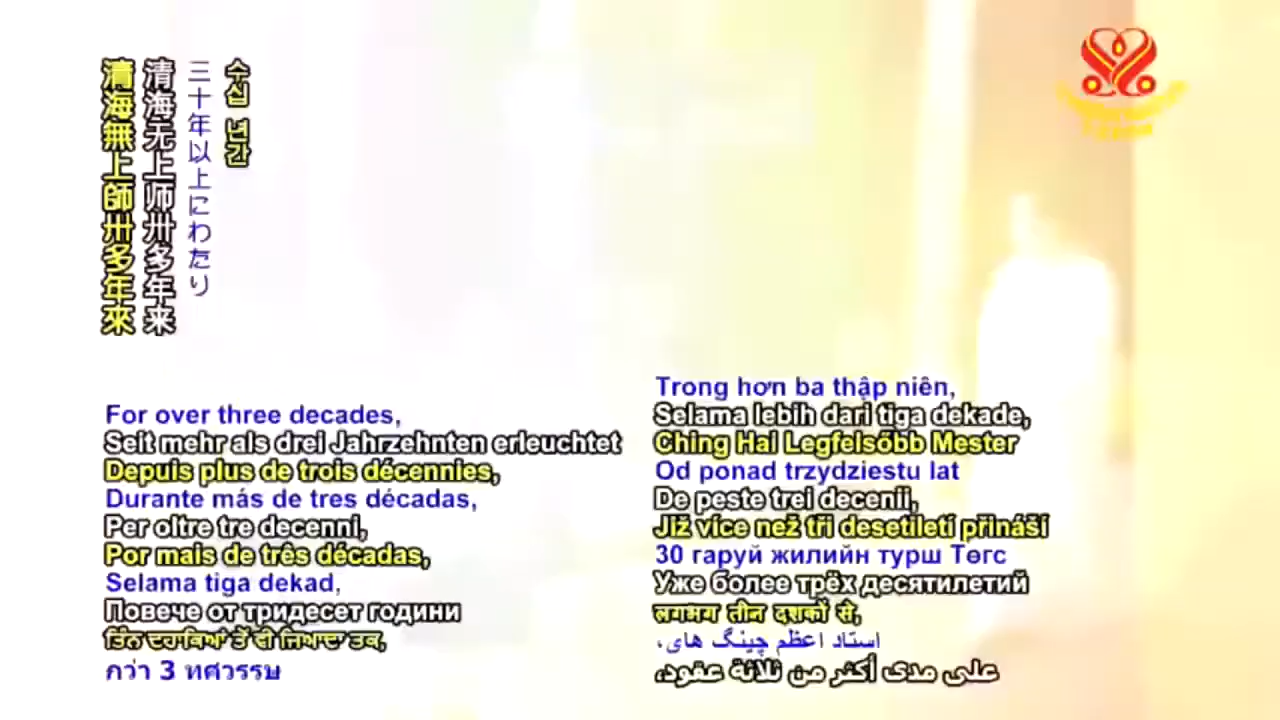 清海無上師卅多年來
清海无上师卅多年来
三十年以上にわたり
수십 년간
For over three decades,
Seit mehr als drei Jahrzehnten erleuchtet
Depuis plus de trois décennies,
Durante más de tres décadas,
Per oltre tre decenni,
Por mais de três décadas,
Selama tiga dekad,
Повече от тридесет години
ਤਿੰਨ ਦਹਾਕਿਆਂ ਤੋਂ ਵੀ ਜਿਆਦਾ ਤਕ,
กว่า 3 ทศวรรษ
Trong hơn ba thập niên,
Selama lebih dari tiga dekade,
Ching Hai Legfelsőbb Mester
Od ponad trzydziestu lat
De peste trei decenii,
Již více než tři desetiletí přináší
30 гаруй жилийн турш Төгс
Уже более трёх десятилетий
लगभग तीन दशकों से,
استاد اعظم چینگ های،
على مدى أكثر من ثلاثة عقود،